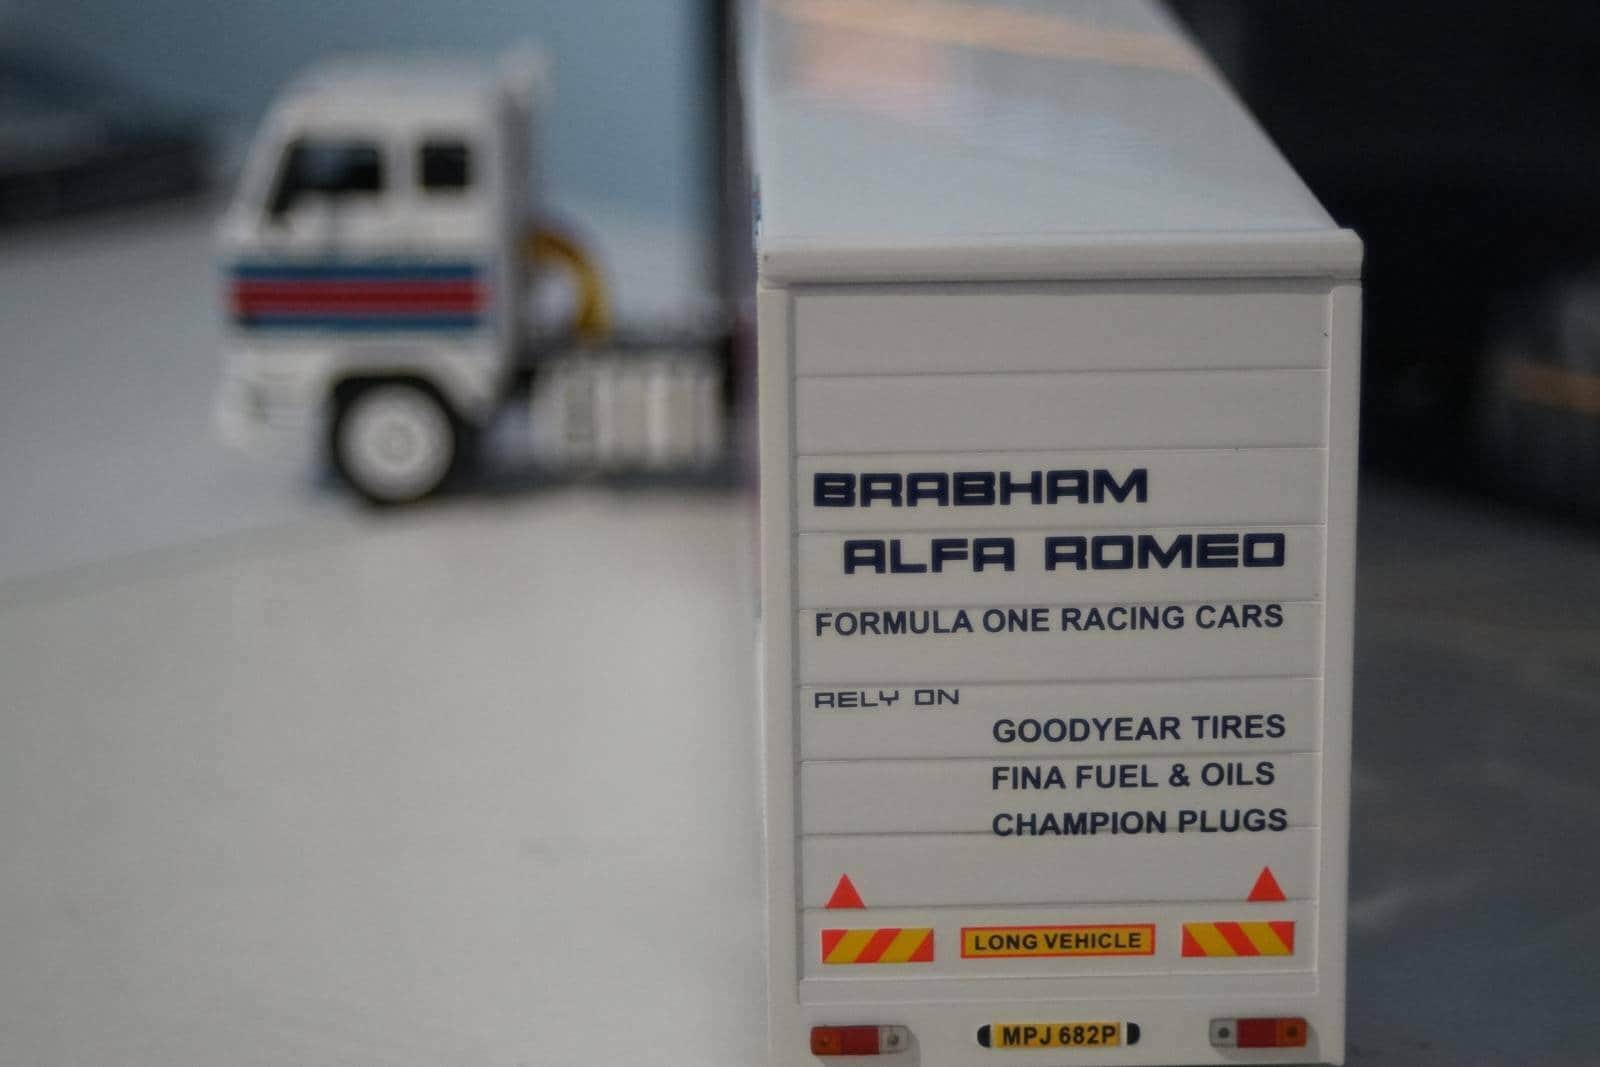 BRABHAM
ALFA ROMEO
FORMULA ONE RACING CARS
RELY ON
GOODYEAR TIRES
FINA FUEL & OILS
CHAMPION PLUGS
LONG VEHICLE
MPJ 682P